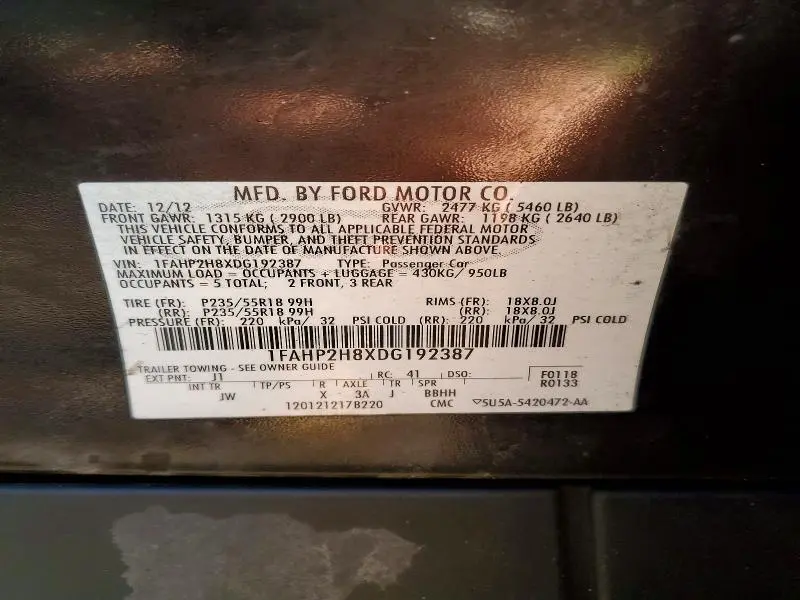 MFD. BY FORD MOTOR CO.
DATE: 12/12 GVWR: 2477 KG ( 5460 LB)
FRONT GAWR: 1315 KG ( 2900 LB) REAR GAWR: 1198 KG ( 2640 LB)
THIS VEHICLE CONFORMS TO ALL APPLICABLE FEDERAL MOTOR
VEHICLE SAFETY, BUMPER, AND THEFT PREVENTION STANDARDS
IN EFFECT ON THE DATE OF MANUFACTURE SHOWN ABOVE.
VIN: 1FAHP2H8XDG192387 TYPE: Passenger Car
MAXIMUM LOAD = OCCUPANTS + LUGGAGE = 430KG/ 950LB
OCCUPANTS = 5 TOTAL; 2 FRONT, 3 REAR
TIRE (FR): P235/55R18 99H RIMS (FR): 18X8.0J
(RR): P235/55R18 99H (RR): 18X8.0J
PRESSURE (FR): 220 kPa/ 32 PSI COLD (RR): 220 kPa/ 32 PSI COLD
1FAHP2H8XDG192387
TRAILER TOWING - SEE OWNER GUIDE
EXT PNT: J1 RC: 41 DSO: F0118
R0133
INT TR TP/PS R AXLE TR SPR
JW X 3A J BBHH
1201212178220 CMC ▽5U5A-5420472-AA